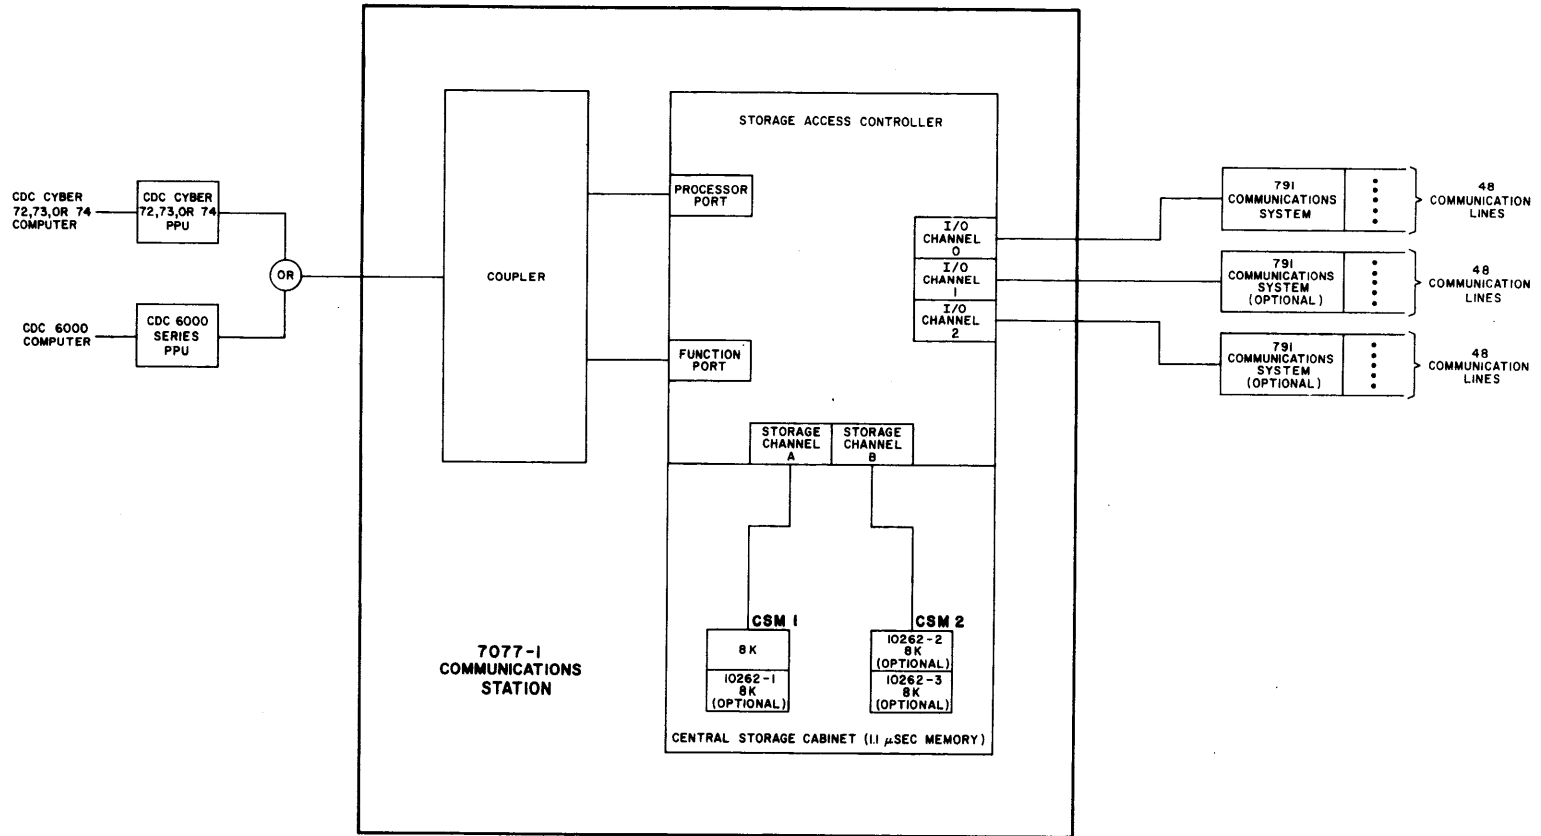 CDC CYBER
72,73,OR 74
COMPUTER
CDC CYBER
72,73,OR 74
PPU
OR
CDC 6000
COMPUTER
CDC 6000
SERIES
PPU
COUPLER
7077-1
COMMUNICATIONS
STATION
STORAGE ACCESS CONTROLLER
PROCESSOR
PORT
FUNCTION
PORT
I/O
CHANNEL
0
I/O
CHANNEL
1
I/O
CHANNEL
2
STORAGE
CHANNEL
A
STORAGE
CHANNEL
B
CSM 1
8K
10262-1
8K
(OPTIONAL)
CSM 2
10262-2
8K
(OPTIONAL)
10262-3
8K
(OPTIONAL)
CENTRAL STORAGE CABINET (1.1 μSEC MEMORY)
791
COMMUNICATIONS
SYSTEM
48
COMMUNICATION
LINES
791
COMMUNICATIONS
SYSTEM
(OPTIONAL)
48
COMMUNICATION
LINES
791
COMMUNICATIONS
SYSTEM
(OPTIONAL)
48
COMMUNICATION
LINES